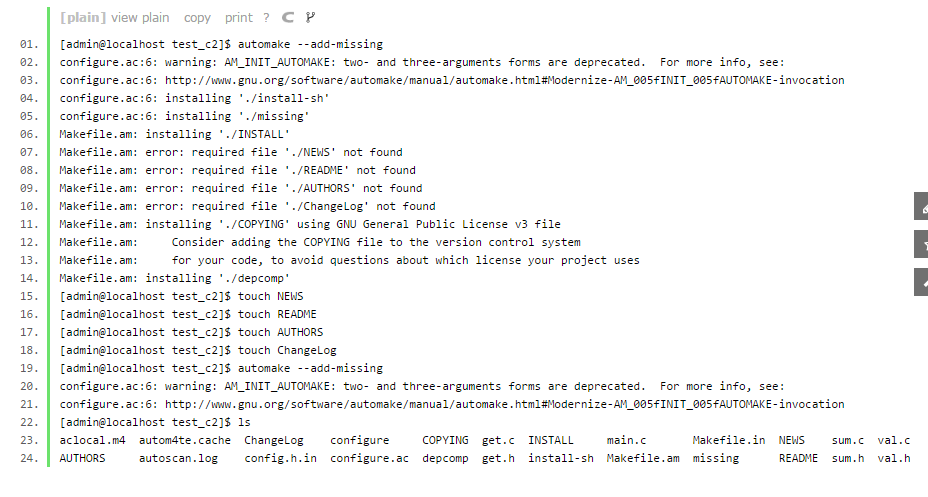 [plain] view plain copy print ?
01. [admin@localhost test_c2]$ automake --add-missing
02. configure.ac:6: warning: AM_INIT_AUTOMAKE: two- and three-arguments forms are deprecated.  For more info, see:
03. configure.ac:6: http://www.gnu.org/software/automake/manual/automake.html#Modernize-AM_005fINIT_005fAUTOMAKE-invocation
04. configure.ac:6: installing './install-sh'
05. configure.ac:6: installing './missing'
06. Makefile.am: installing './INSTALL'
07. Makefile.am: error: required file './NEWS' not found
08. Makefile.am: error: required file './README' not found
09. Makefile.am: error: required file './AUTHORS' not found
10. Makefile.am: error: required file './ChangeLog' not found
11. Makefile.am: installing './COPYING' using GNU General Public License v3 file
12. Makefile.am:     Consider adding the COPYING file to the version control system
13. Makefile.am:     for your code, to avoid questions about which license your project uses
14. Makefile.am: installing './depcomp'
15. [admin@localhost test_c2]$ touch NEWS
16. [admin@localhost test_c2]$ touch README
17. [admin@localhost test_c2]$ touch AUTHORS
18. [admin@localhost test_c2]$ touch ChangeLog
19. [admin@localhost test_c2]$ automake --add-missing
20. configure.ac:6: warning: AM_INIT_AUTOMAKE: two- and three-arguments forms are deprecated.  For more info, see:
21. configure.ac:6: http://www.gnu.org/software/automake/manual/automake.html#Modernize-AM_005fINIT_005fAUTOMAKE-invocation
22. [admin@localhost test_c2]$ ls
23. aclocal.m4  autom4te.cache  ChangeLog    configure     COPYING  get.c  INSTALL     main.c       Makefile.in  NEWS    sum.c  val.c
24. AUTHORS     autoscan.log    config.h.in  configure.ac  depcomp  get.h  install-sh  Makefile.am  missing      README  sum.h  val.h